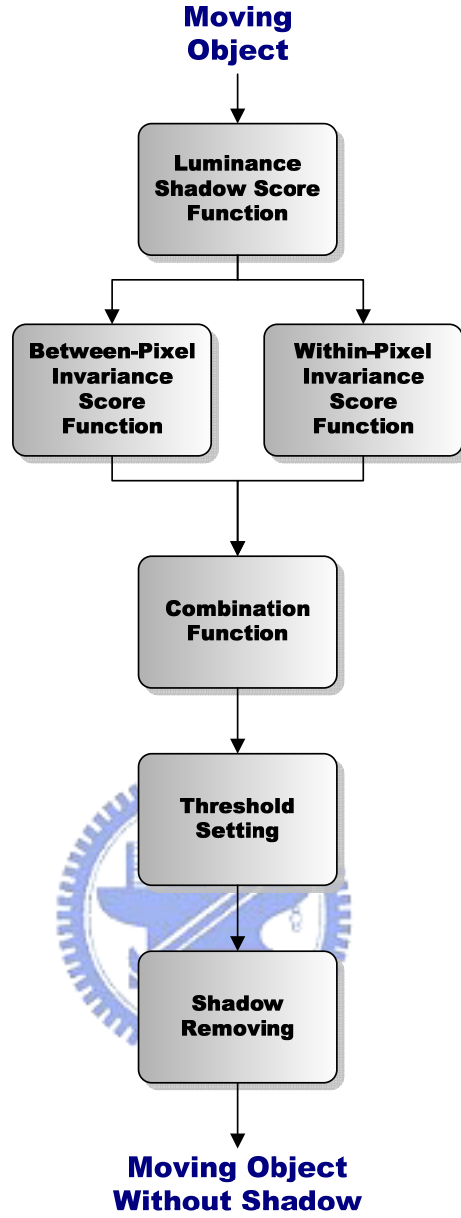 Moving
Object
Luminance
Shadow Score
Function
Between-Pixel
Invariance
Score
Function
Within-Pixel
Invariance
Score
Function
Combination
Function
Threshold
Setting
Shadow
Removing
Moving Object
Without Shadow